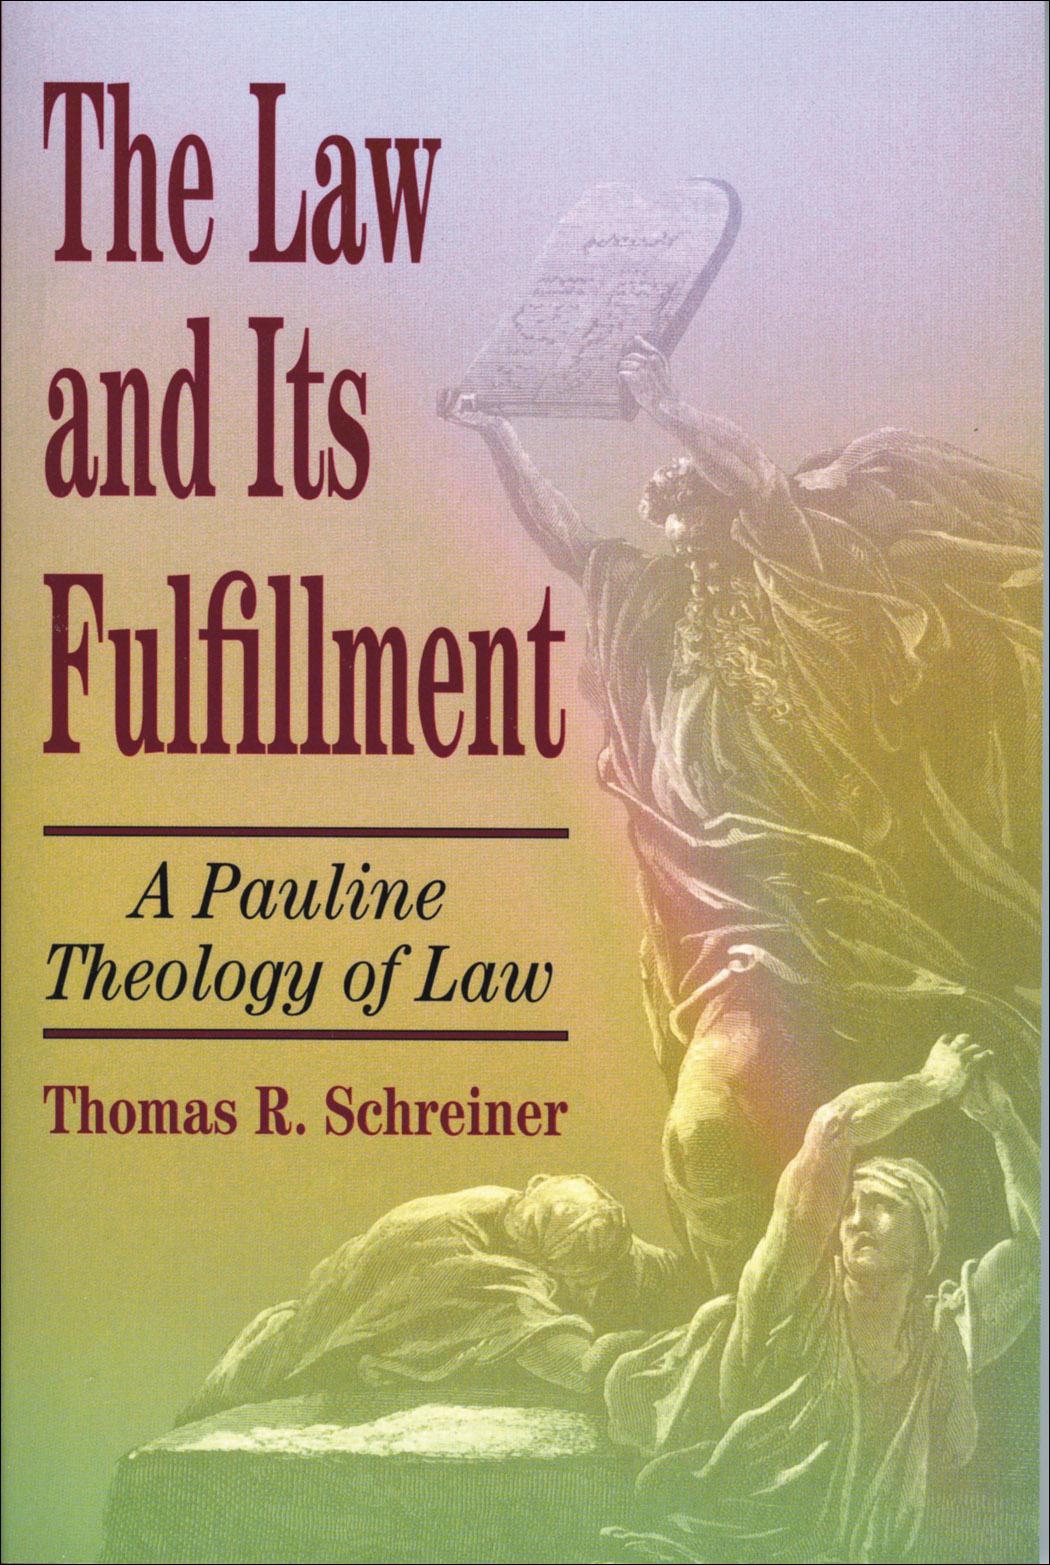 The Law
and Its
Fulfillment
A Pauline
Theology of Law
Thomas R. Schreiner